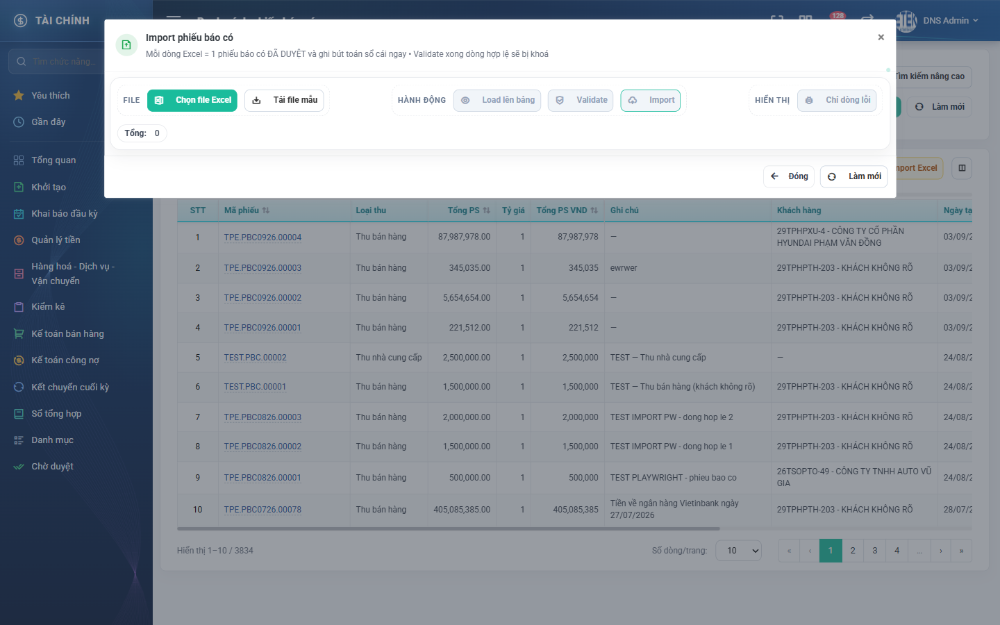 TÀI CHÍNH
128
DNS Admin
Tìm chức năng...
Yêu thích
Gần đây
Tổng quan
Khởi tạo
Khai báo đầu kỳ
Quản lý tiền
Hàng hoá - Dịch vụ -
Vận chuyển
Kiểm kê
Kế toán bán hàng
Kế toán công nợ
Kết chuyển cuối kỳ
Sổ tổng hợp
Danh mục
Chờ duyệt
Import phiếu báo có
Mỗi dòng Excel = 1 phiếu báo có ĐÃ DUYỆT và ghi bút toán sổ cái ngay • Validate xong dòng hợp lệ sẽ bị khoá
×
FILE
Chọn file Excel
Tải file mẫu
HÀNH ĐỘNG
Load lên bảng
Validate
Import
HIỂN THỊ
Chỉ dòng lỗi
Tổng: 0
Đóng
Làm mới
Tìm kiếm nâng cao
Làm mới
Import Excel
STT Mã phiếu Loại thu Tổng PS Tỷ giá Tổng PS VND Ghi chú Khách hàng Ngày tạ
1 TPE.PBC0926.00004 Thu bán hàng 87,987,978.00 1 87,987,978 — 29TPHPXU-4 - CÔNG TY CỔ PHẦN HYUNDAI PHẠM VĂN ĐỒNG 03/09/2
2 TPE.PBC0926.00003 Thu bán hàng 345,035.00 1 345,035 ewrwer 29TPHPTH-203 - KHÁCH KHÔNG RÕ 03/09/2
3 TPE.PBC0926.00002 Thu bán hàng 5,654,654.00 1 5,654,654 — 29TPHPTH-203 - KHÁCH KHÔNG RÕ 03/09/2
4 TPE.PBC0926.00001 Thu bán hàng 221,512.00 1 221,512 — 29TPHPTH-203 - KHÁCH KHÔNG RÕ 03/09/2
5 TEST.PBC.00002 Thu nhà cung cấp 2,500,000.00 1 2,500,000 TEST — Thu nhà cung cấp — 24/08/2
6 TEST.PBC.00001 Thu bán hàng 1,500,000.00 1 1,500,000 TEST — Thu bán hàng (khách không rõ) 29TPHPTH-203 - KHÁCH KHÔNG RÕ 24/08/2
7 TPE.PBC0826.00003 Thu bán hàng 2,000,000.00 1 2,000,000 TEST IMPORT PW - dong hop le 2 29TPHPTH-203 - KHÁCH KHÔNG RÕ 24/08/2
8 TPE.PBC0826.00002 Thu bán hàng 1,500,000.00 1 1,500,000 TEST IMPORT PW - dong hop le 1 29TPHPTH-203 - KHÁCH KHÔNG RÕ 24/08/2
9 TPE.PBC0826.00001 Thu bán hàng 500,000.00 1 500,000 TEST PLAYWRIGHT - phieu bao co 26TSOPTO-49 - CÔNG TY TNHH AUTO VŨ GIA 24/08/2
10 TPE.PBC0726.00078 Thu bán hàng 405,085,385.00 1 405,085,385 Tiền về ngân hàng Vietinbank ngày 27/07/2026 29TPHPTH-203 - KHÁCH KHÔNG RÕ 28/07/2
Hiển thị 1–10 / 3834
Số dòng/trang: 10
« ‹ 1 2 3 4 ... › »